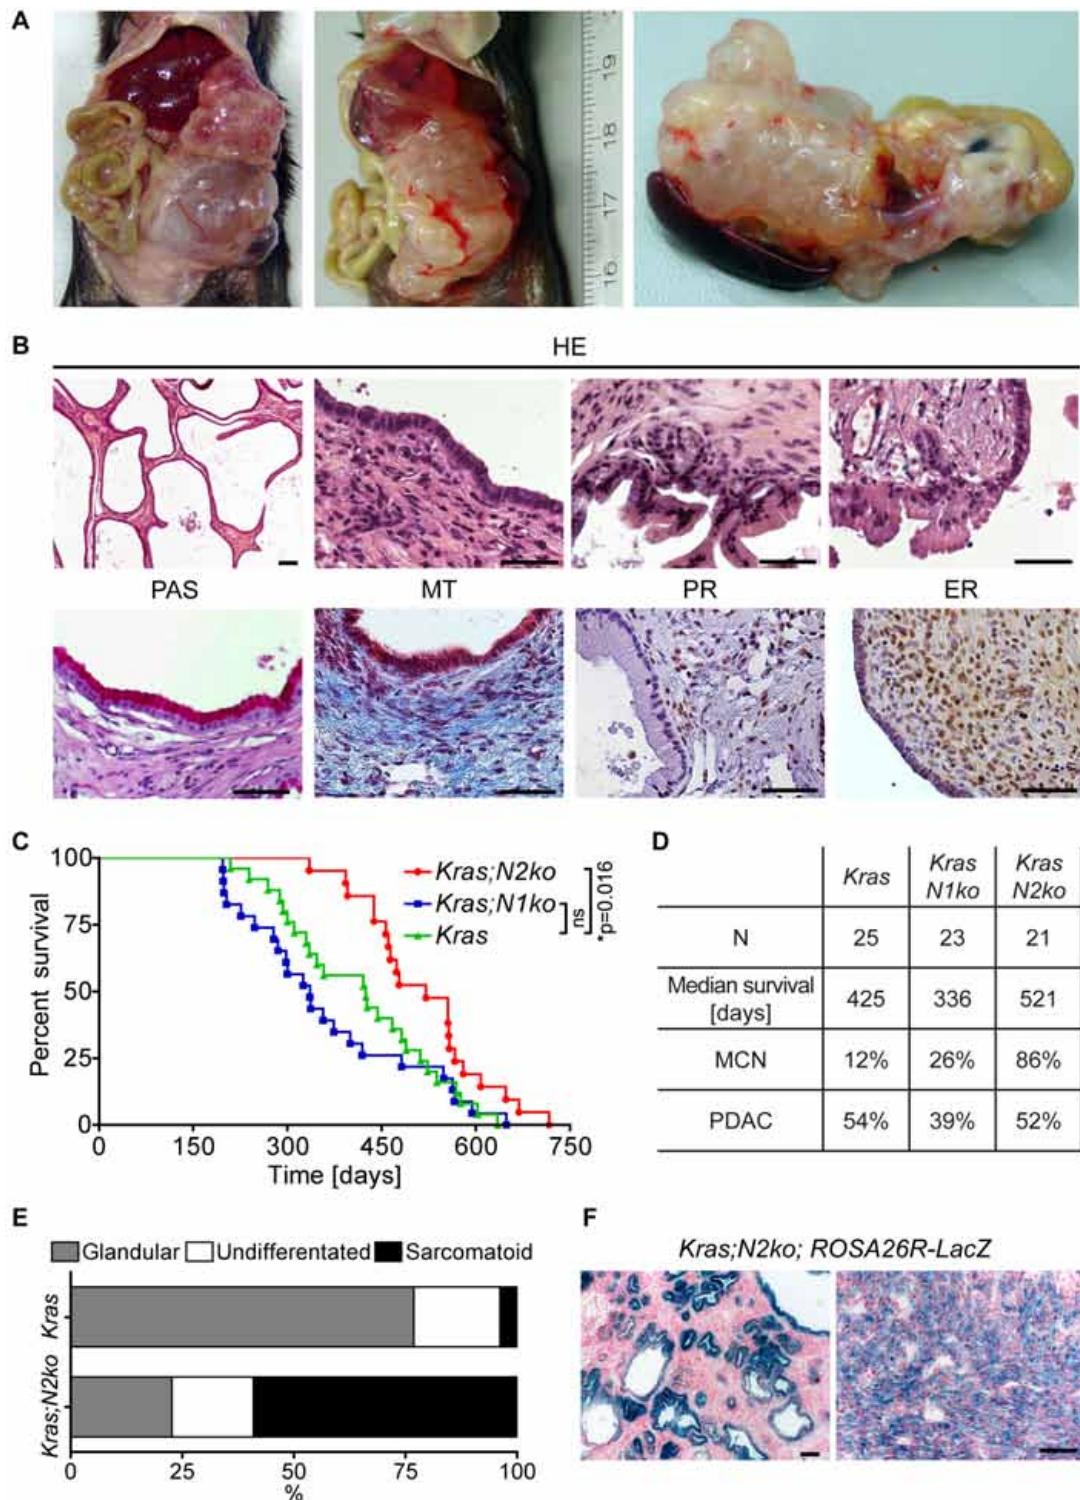 A
19
18
17
16
B
HE
PAS MT PR ER
C
Percent survival
100
75
50
25
0
0 150 300 450 600 750
Time [days]
Kras;N2ko
Kras;N1ko
Kras
ns
*p=0.016
D
Kras Kras N1ko Kras N2ko
N 25 23 21
Median survival [days] 425 336 521
MCN 12% 26% 86%
PDAC 54% 39% 52%
E
Glandular Undifferentated Sarcomatoid
Kras
Kras;N2ko
0 25 50 75 100
%
F
Kras;N2ko; ROSA26R-LacZ